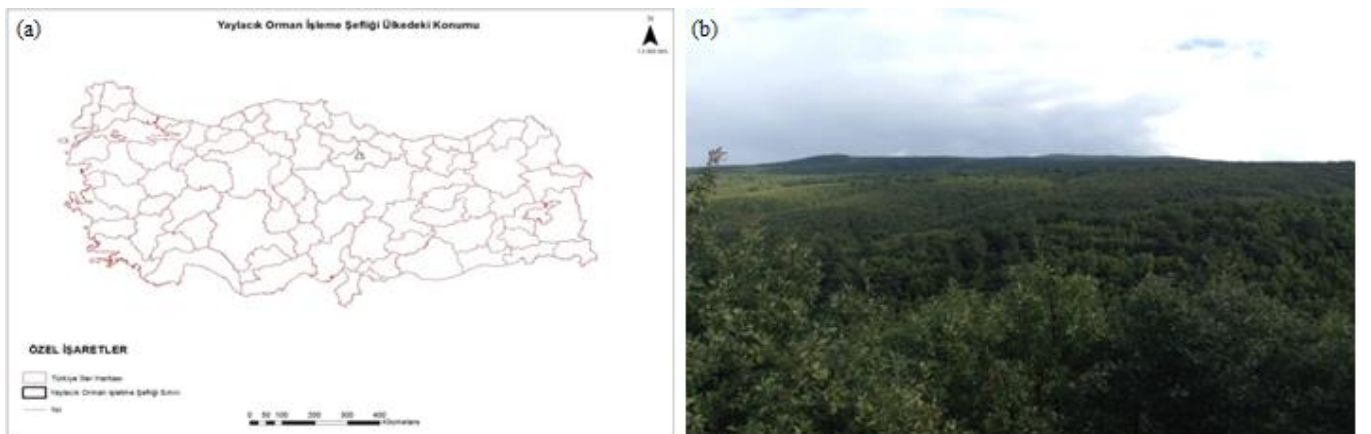 (a)
Yaylacık Orman İşleme Şefliği Ülkedeki Konumu
N
ÖZEL İŞARETLER
Türkiye İller Haritası
Yaylacık Orman İşletme Şefliği Sınırı
Yol
0 50 100 200 300 400
Kilometers
(b)